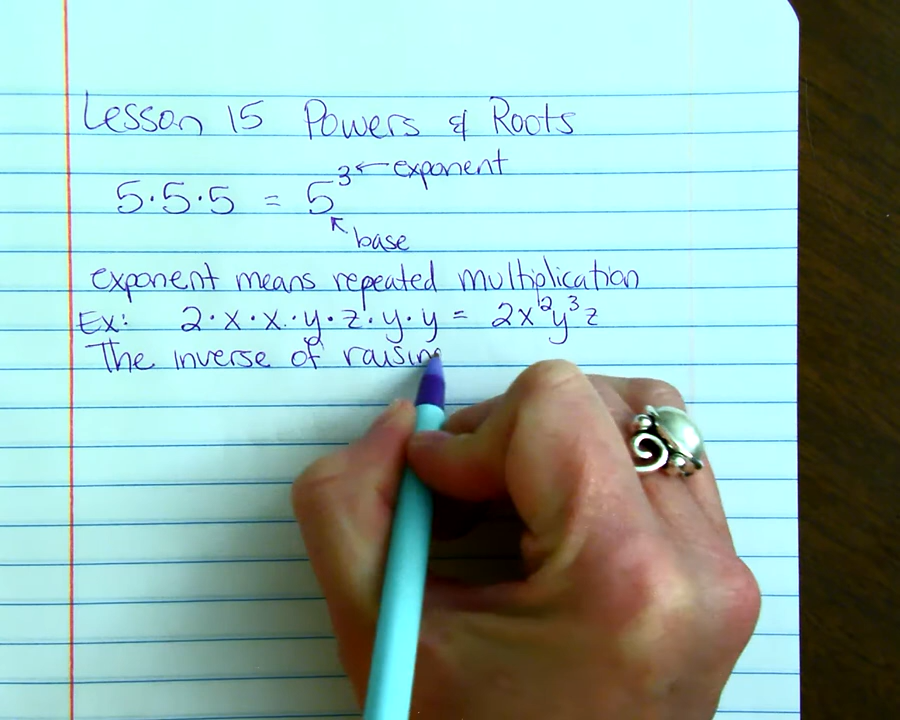 Lesson 15 Powers & Roots
5·5·5 = 5³ ← exponent
↖ base
exponent means repeated multiplication
Ex: 2·x·x·y·z·y·y = 2x²y³z
The inverse of raising